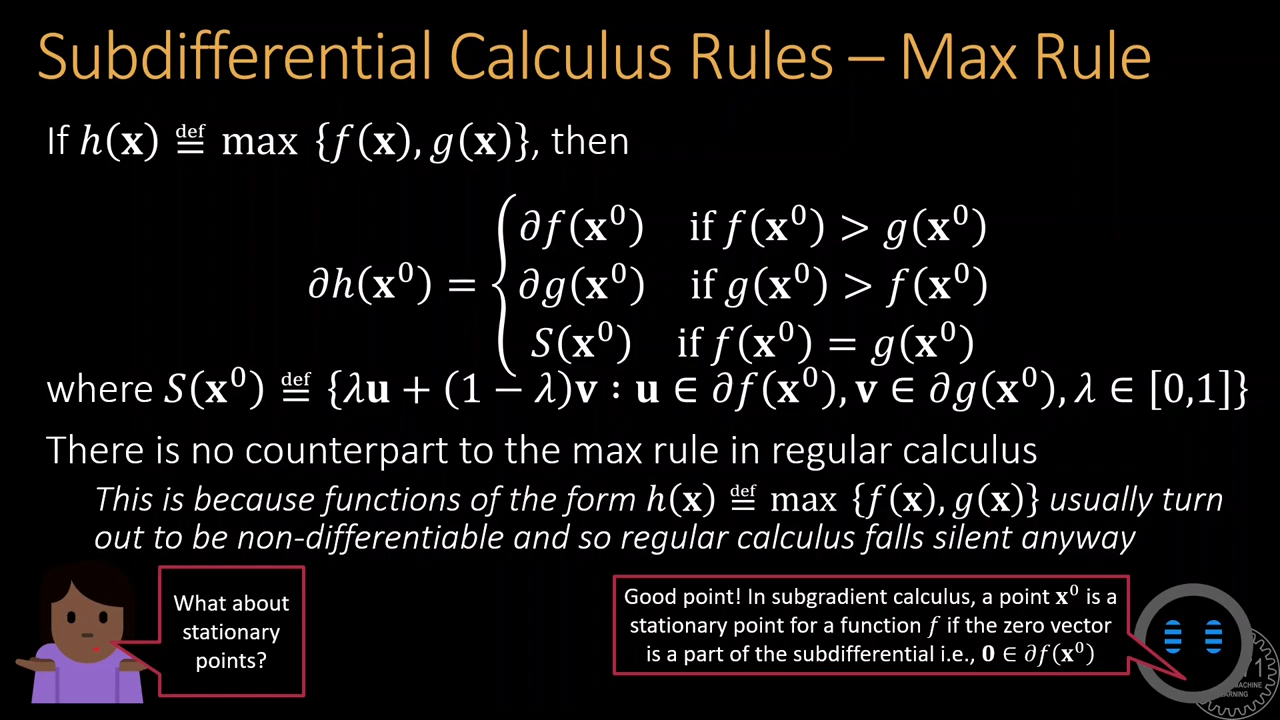 Subdifferential Calculus Rules – Max Rule
If h(𝐱) ≝ max {f(𝐱), g(𝐱)}, then
∂f(𝐱⁰) if f(𝐱⁰) > g(𝐱⁰)
∂h(𝐱⁰) = { ∂g(𝐱⁰) if g(𝐱⁰) > f(𝐱⁰)
S(𝐱⁰) if f(𝐱⁰) = g(𝐱⁰)
where S(𝐱⁰) ≝ {λ𝐮 + (1 − λ)𝐯 : 𝐮 ∈ ∂f(𝐱⁰), 𝐯 ∈ ∂g(𝐱⁰), λ ∈ [0,1]}
There is no counterpart to the max rule in regular calculus
This is because functions of the form h(𝐱) ≝ max {f(𝐱), g(𝐱)} usually turn
out to be non-differentiable and so regular calculus falls silent anyway
What about
stationary
points?
Good point! In subgradient calculus, a point 𝐱⁰ is a
stationary point for a function f if the zero vector
is a part of the subdifferential i.e., 𝟎 ∈ ∂f(𝐱⁰)